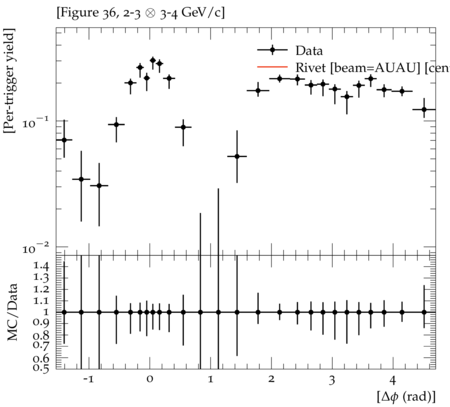 [Figure 36, 2-3 ⊗ 3-4 GeV/c]
[Per-trigger yield]
Data
Rivet [beam=AUAU] [cen
10⁻¹
10⁻²
MC/Data
1.4
1.3
1.2
1.1
1
0.9
0.8
0.7
0.6
0.5
-1 0 1 2 3 4
[Δϕ (rad)]